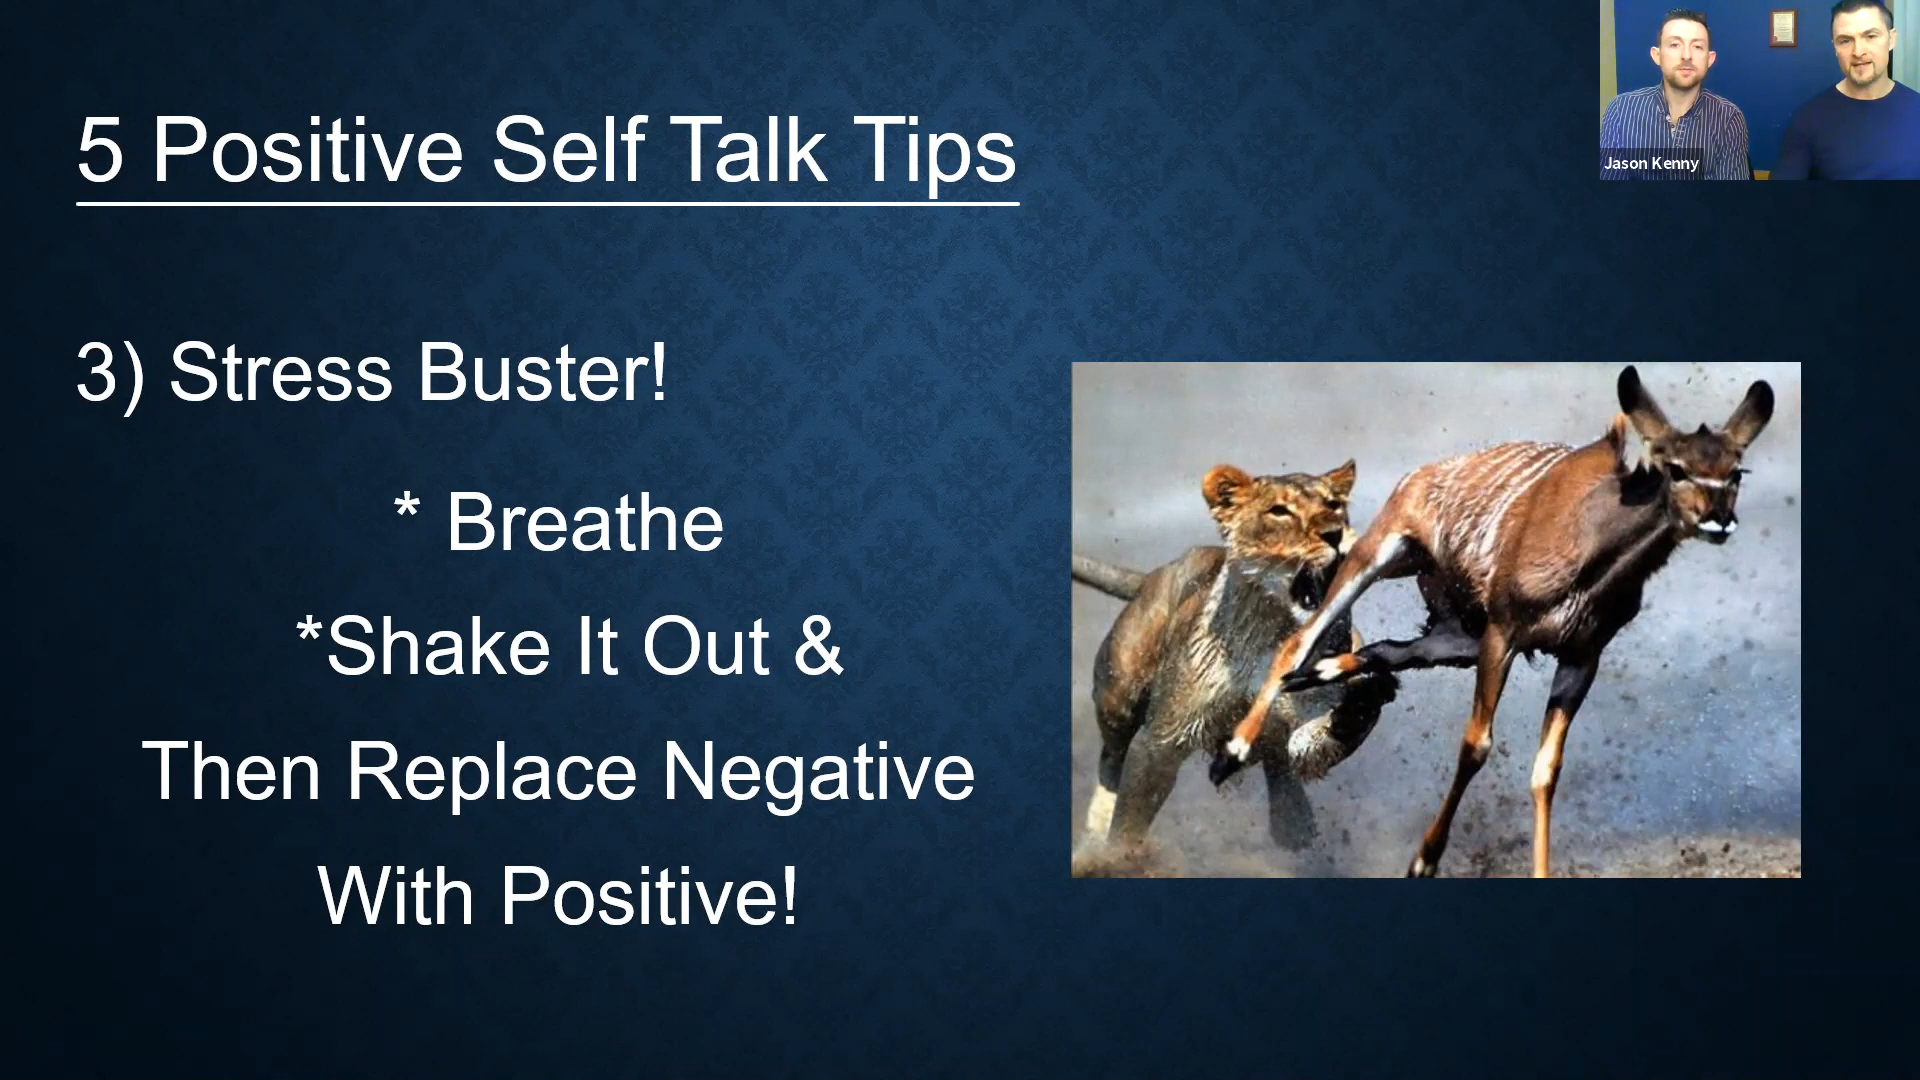 5 Positive Self Talk Tips
3) Stress Buster!
* Breathe
*Shake It Out &
Then Replace Negative
With Positive!
Jason Kenny